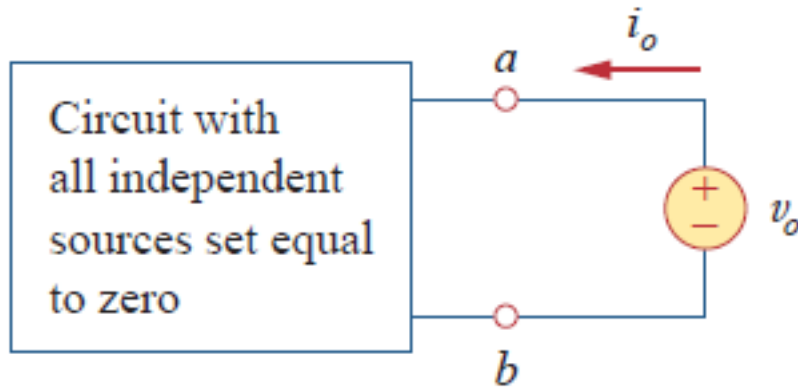 Circuit with
all independent
sources set equal
to zero
a
i_o
+
−
v_o
b